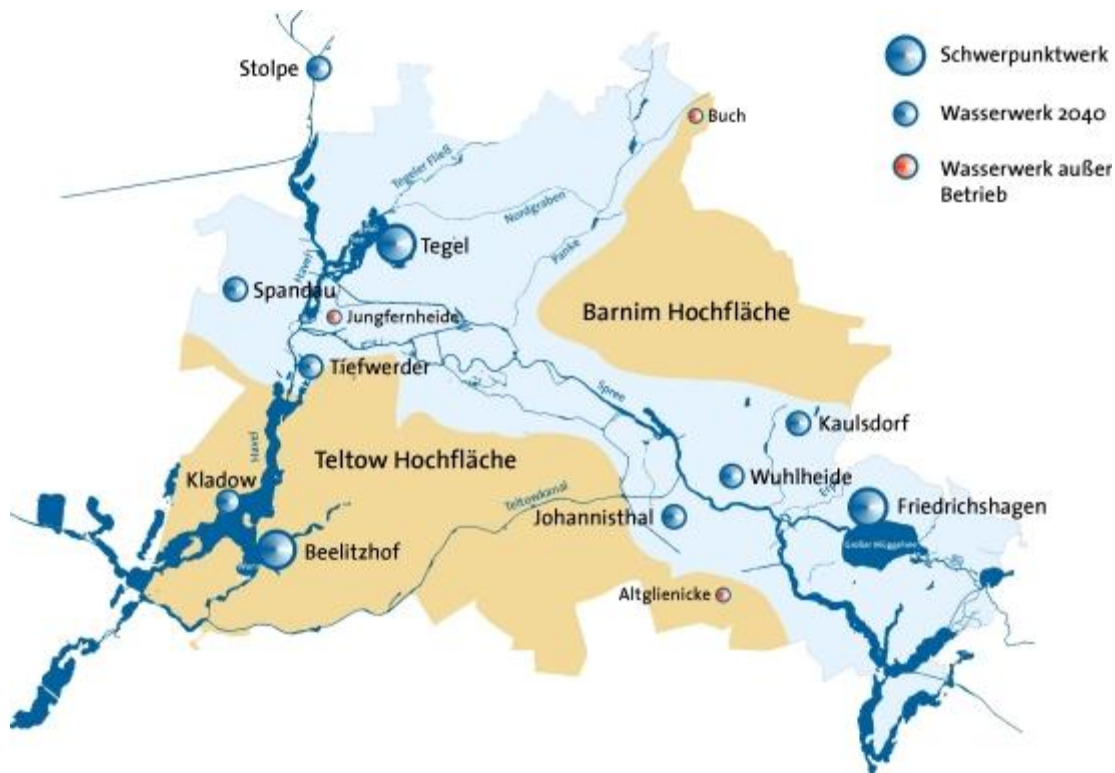 Stolpe
Schwerpunktwerk
Wasserwerk 2040
Wasserwerk außer
Betrieb
Buch
Tegeler Fließ
Nordgraben
Panke
Tegel
Havel
Spandau
Jungfernheide
Barnim Hochfläche
Tiefwerder
Spree
Kaulsdorf
Havel
Teltow Hochfläche
Wuhlheide
Kladow
Teltowkanal
Johannisthal
Friedrichshagen
Großer Müggelsee
Beelitzhof
Altglienicke